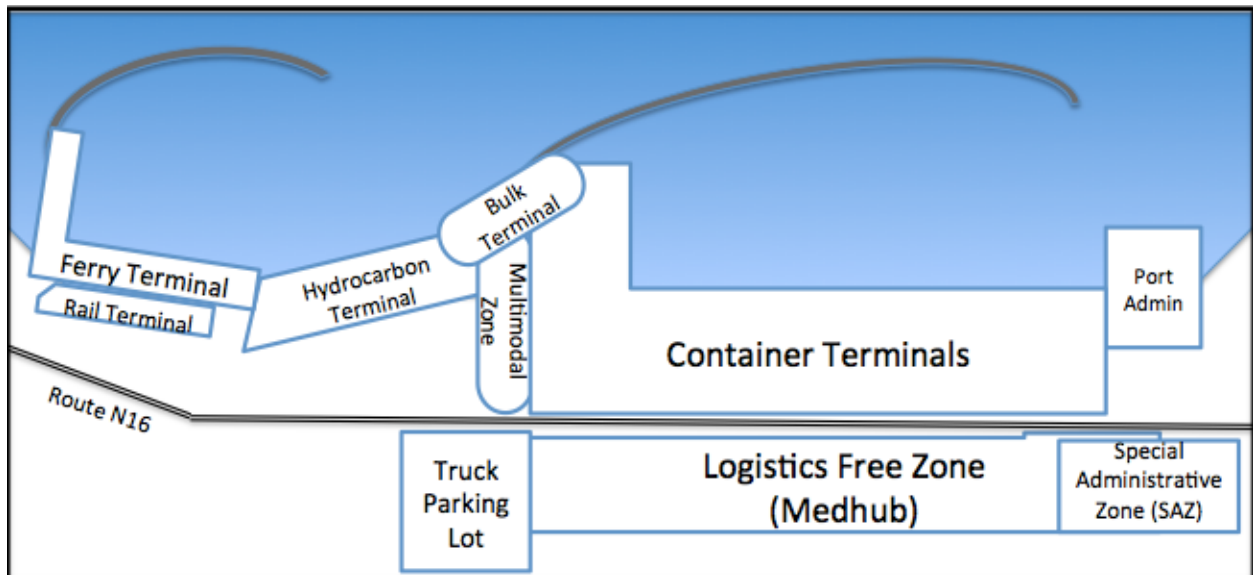 Ferry Terminal
Rail Terminal
Hydrocarbon
Terminal
Bulk
Terminal
Multimodal
Zone
Container Terminals
Port
Admin
Route N16
Truck
Parking
Lot
Logistics Free Zone
(Medhub)
Special
Administrative
Zone (SAZ)